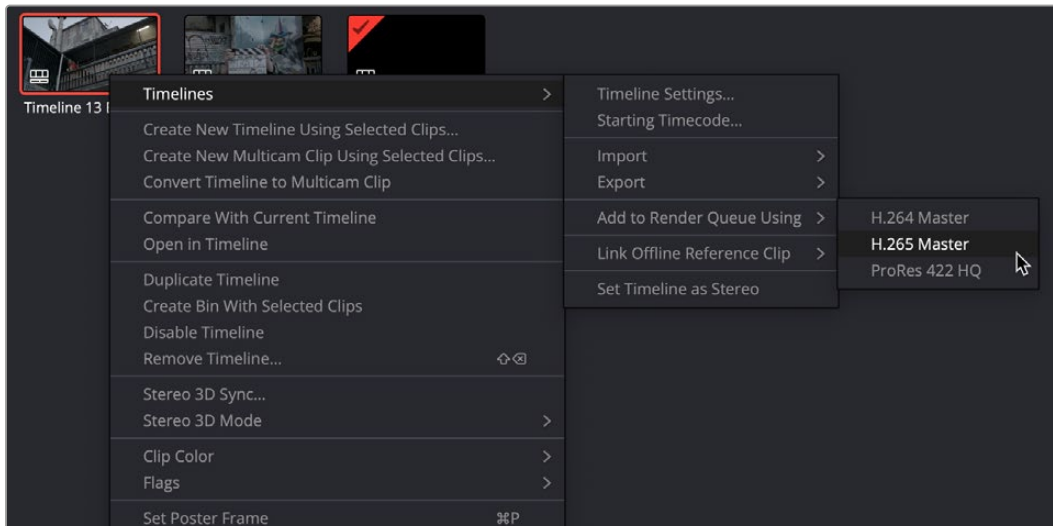 Timeline 13
Timelines
Create New Timeline Using Selected Clips...
Create New Multicam Clip Using Selected Clips...
Convert Timeline to Multicam Clip
Compare With Current Timeline
Open in Timeline
Duplicate Timeline
Create Bin With Selected Clips
Disable Timeline
Remove Timeline... ⇧⌫
Stereo 3D Sync...
Stereo 3D Mode
Clip Color
Flags
Set Poster Frame ⌘P
Timeline Settings...
Starting Timecode...
Import
Export
Add to Render Queue Using
Link Offline Reference Clip
Set Timeline as Stereo
H.264 Master
H.265 Master
ProRes 422 HQ